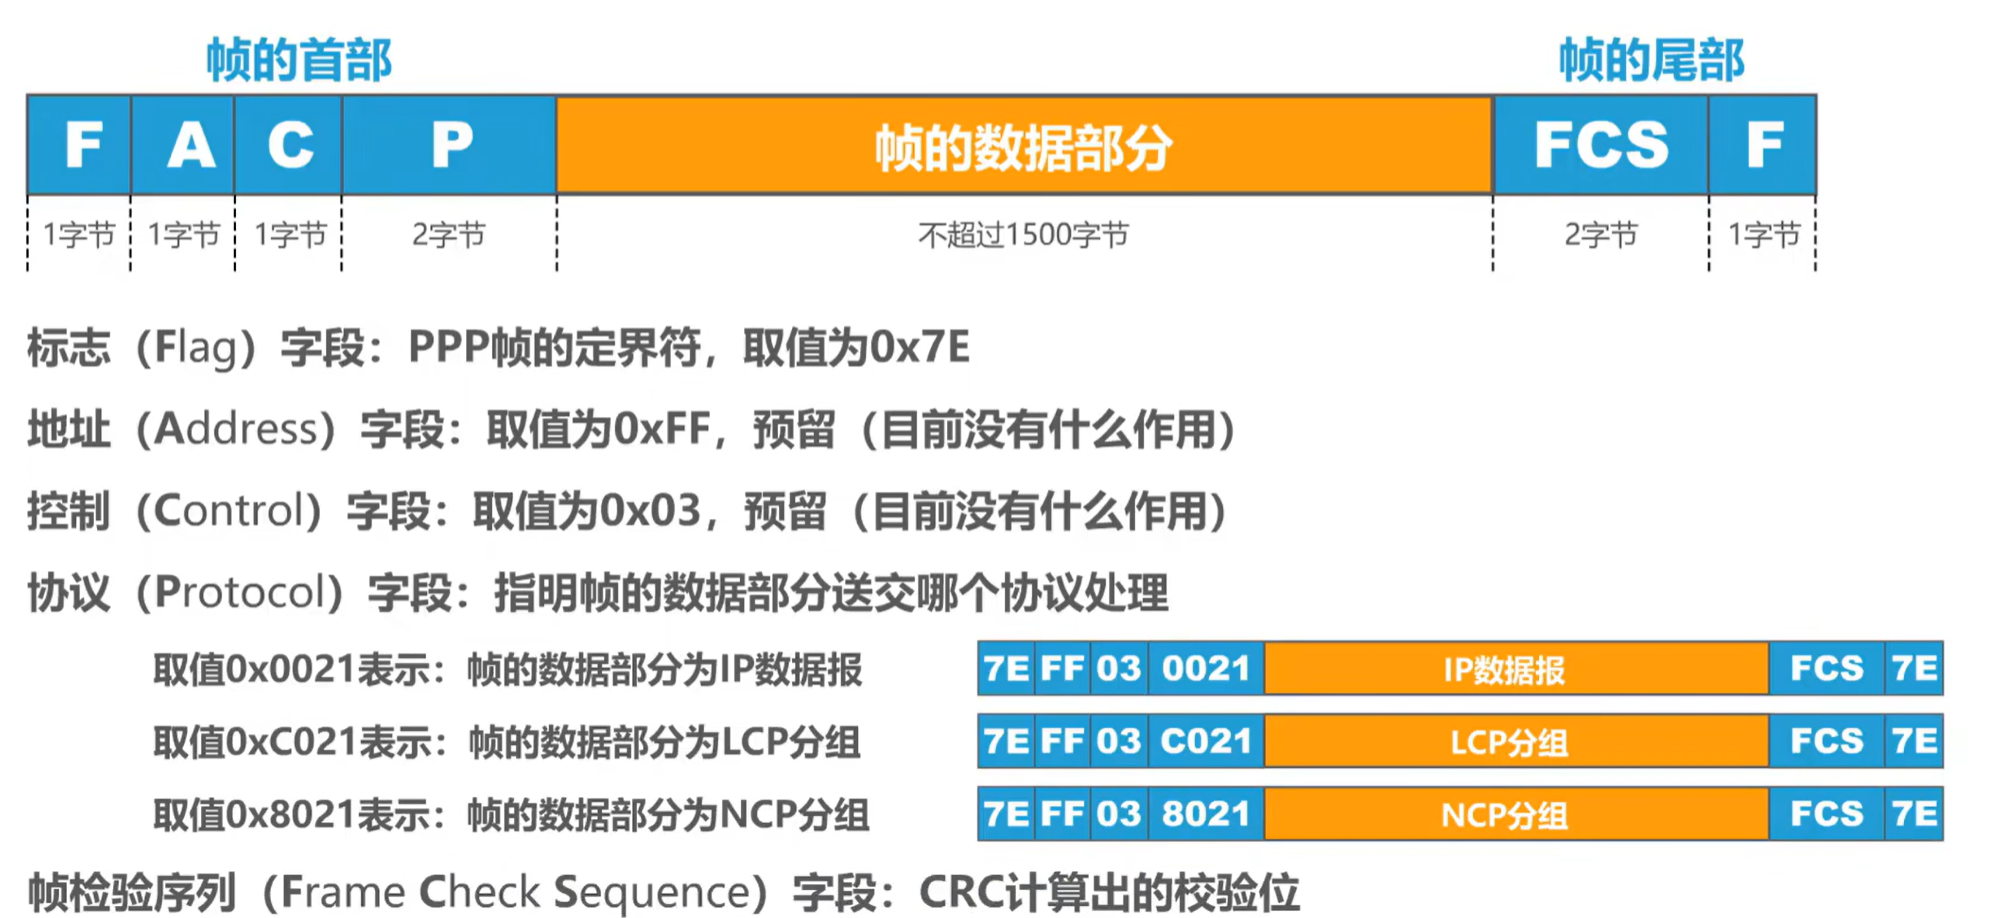 帧的首部 帧的尾部
F A C P 帧的数据部分 FCS F
1字节 1字节 1字节 2字节 不超过1500字节 2字节 1字节
标志（Flag）字段：PPP帧的定界符，取值为0x7E
地址（Address）字段：取值为0xFF，预留（目前没有什么作用）
控制（Control）字段：取值为0x03，预留（目前没有什么作用）
协议（Protocol）字段：指明帧的数据部分送交哪个协议处理
取值0x0021表示：帧的数据部分为IP数据报 7E FF 03 0021 IP数据报 FCS 7E
取值0xC021表示：帧的数据部分为LCP分组 7E FF 03 C021 LCP分组 FCS 7E
取值0x8021表示：帧的数据部分为NCP分组 7E FF 03 8021 NCP分组 FCS 7E
帧检验序列（Frame Check Sequence）字段：CRC计算出的校验位